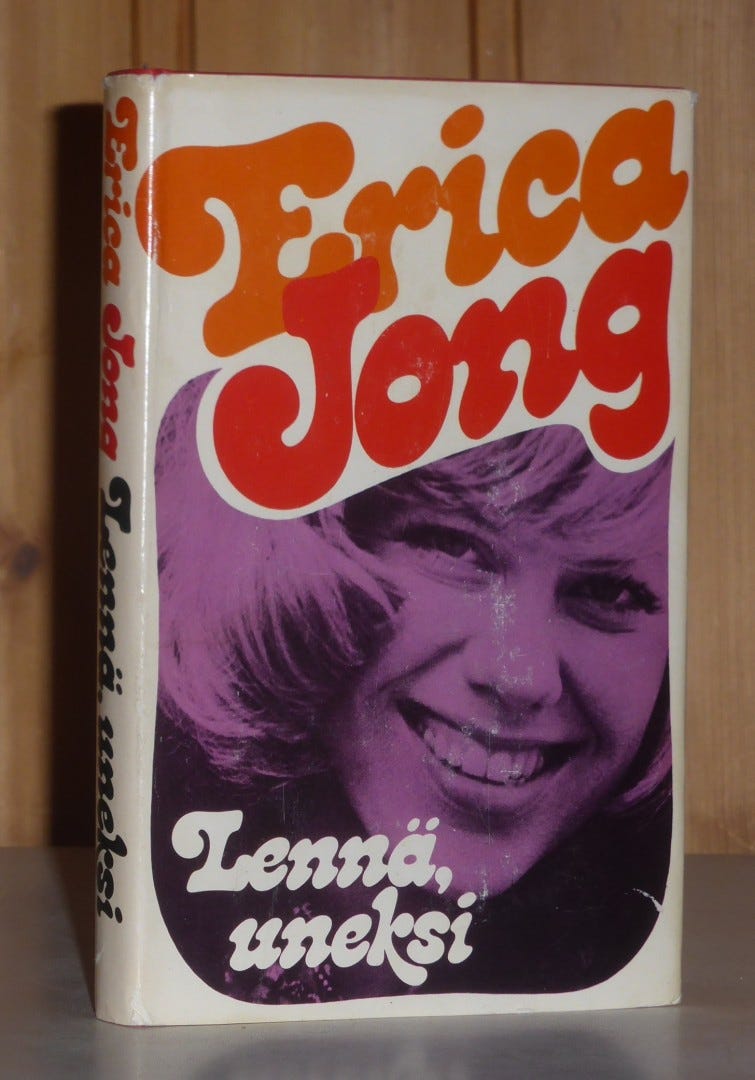 Erica
Jong
Lennä,
uneksi
Erica Jong Lennä, uneksi